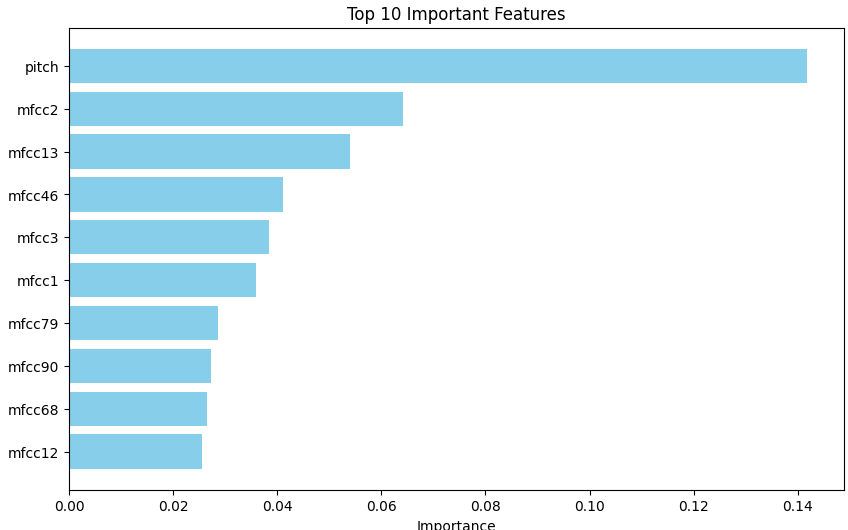 Top 10 Important Features
pitch
mfcc2
mfcc13
mfcc46
mfcc3
mfcc1
mfcc79
mfcc90
mfcc68
mfcc12
0.00 0.02 0.04 0.06 0.08 0.10 0.12 0.14
Importance